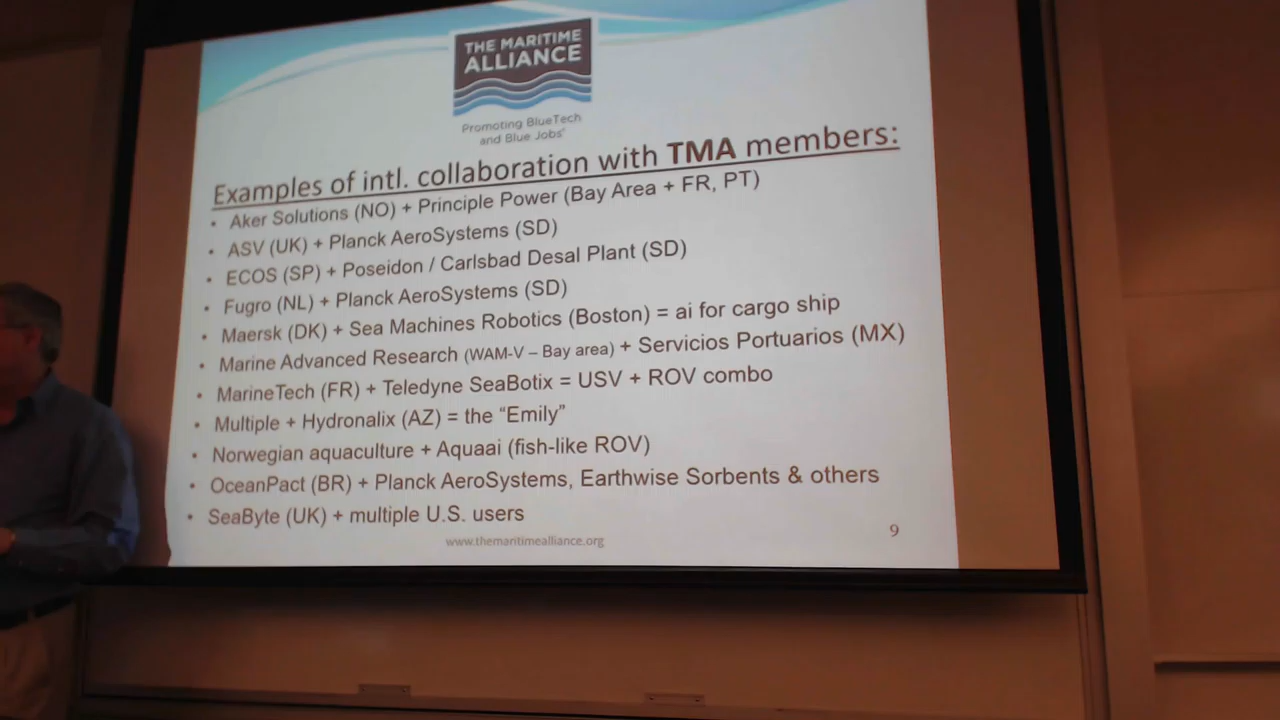 THE MARITIME
ALLIANCE
Promoting BlueTech
and Blue Jobs'
Examples of intl. collaboration with TMA members:
• Aker Solutions (NO) + Principle Power (Bay Area + FR, PT)
• ASV (UK) + Planck AeroSystems (SD)
• ECOS (SP) + Poseidon / Carlsbad Desal Plant (SD)
• Fugro (NL) + Planck AeroSystems (SD)
• Maersk (DK) + Sea Machines Robotics (Boston) = ai for cargo ship
• Marine Advanced Research (WAM-V – Bay area) + Servicios Portuarios (MX)
• MarineTech (FR) + Teledyne SeaBotix = USV + ROV combo
• Multiple + Hydronalix (AZ) = the "Emily"
• Norwegian aquaculture + Aquaai (fish-like ROV)
• OceanPact (BR) + Planck AeroSystems, Earthwise Sorbents & others
• SeaByte (UK) + multiple U.S. users
www.themaritimealliance.org
9